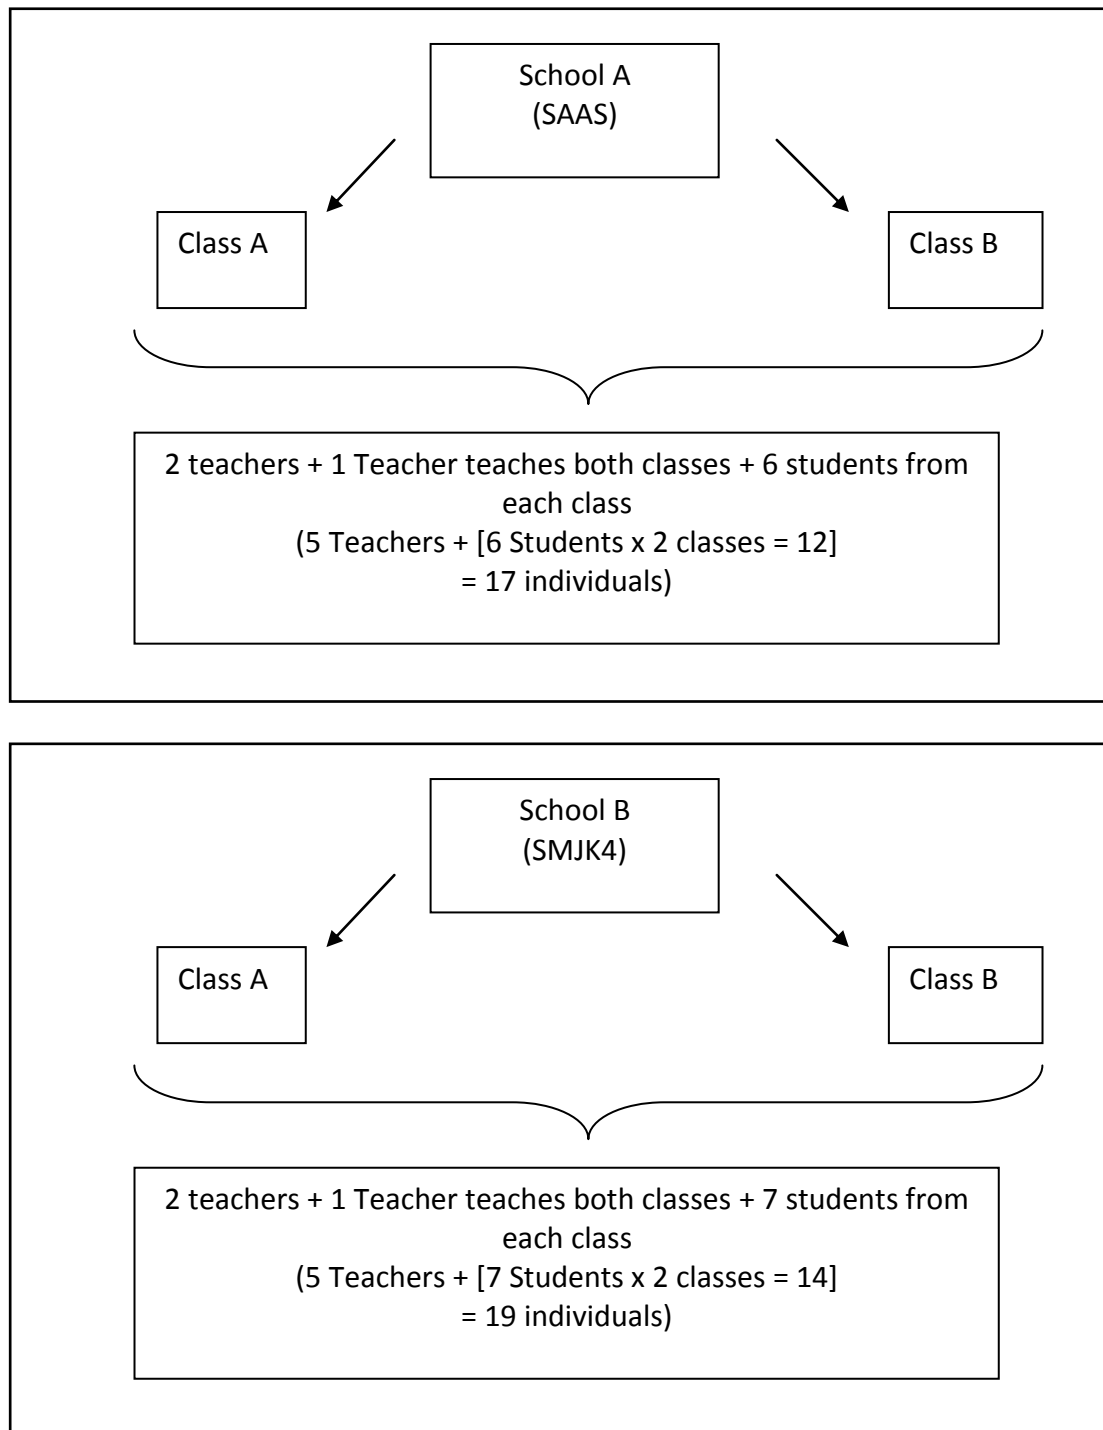 School A
(SAAS)
Class A
Class B
2 teachers + 1 Teacher teaches both classes + 6 students from
each class
(5 Teachers + [6 Students x 2 classes = 12]
= 17 individuals)
School B
(SMJK4)
Class A
Class B
2 teachers + 1 Teacher teaches both classes + 7 students from
each class
(5 Teachers + [7 Students x 2 classes = 14]
= 19 individuals)